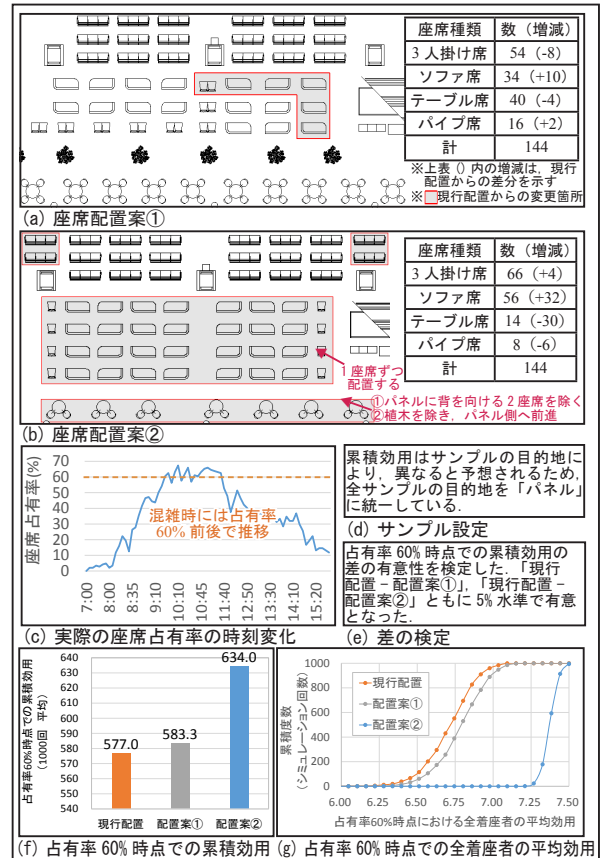 座席種類 数（増減）
3 人掛け席 54（-8）
ソファ席 34（+10）
テーブル席 40（-4）
パイプ席 16（+2）
計 144
※上表 () 内の増減は，現行
配置からの差分を示す
※ 現行配置からの変更箇所
(a) 座席配置案①
座席種類 数（増減）
3 人掛け席 66（+4）
ソファ席 56（+32）
テーブル席 14（-30）
パイプ席 8（-6）
計 144
1 座席ずつ
配置する
①パネルに背を向ける 2 座席を除く
②植木を除き，パネル側へ前進
(b) 座席配置案②
座席占有率(%)
70
60
50
40
30
20
10
0
混雑時には占有率
60% 前後で推移
7:00
8:00
8:35
9:10
9:35
10:10
10:45
11:40
12:50
13:30
14:10
15:20
(c) 実際の座席占有率の時刻変化
累積効用はサンプルの目的地に
より，異なると予想されるため，
全サンプルの目的地を「パネル」
に統一している．
(d) サンプル設定
占有率 60% 時点での累積効用の
差の有意性を検定した．「現行
配置－配置案①」，「現行配置－
配置案②」ともに 5% 水準で有意
となった．
(e) 差の検定
占有率60%時点での累積効用
（1000回 平均）
640
630
620
610
600
590
580
570
560
550
540
577.0
583.3
634.0
現行配置 配置案① 配置案②
(f) 占有率 60% 時点での累積効用
累積度数
（シミュレーション回数）
1000
800
600
400
200
0
現行配置
配置案①
配置案②
6.00 6.25 6.50 6.75 7.00 7.25 7.50
占有率60%時点における全着座者の平均効用
(g) 占有率 60% 時点での全着座者の平均効用